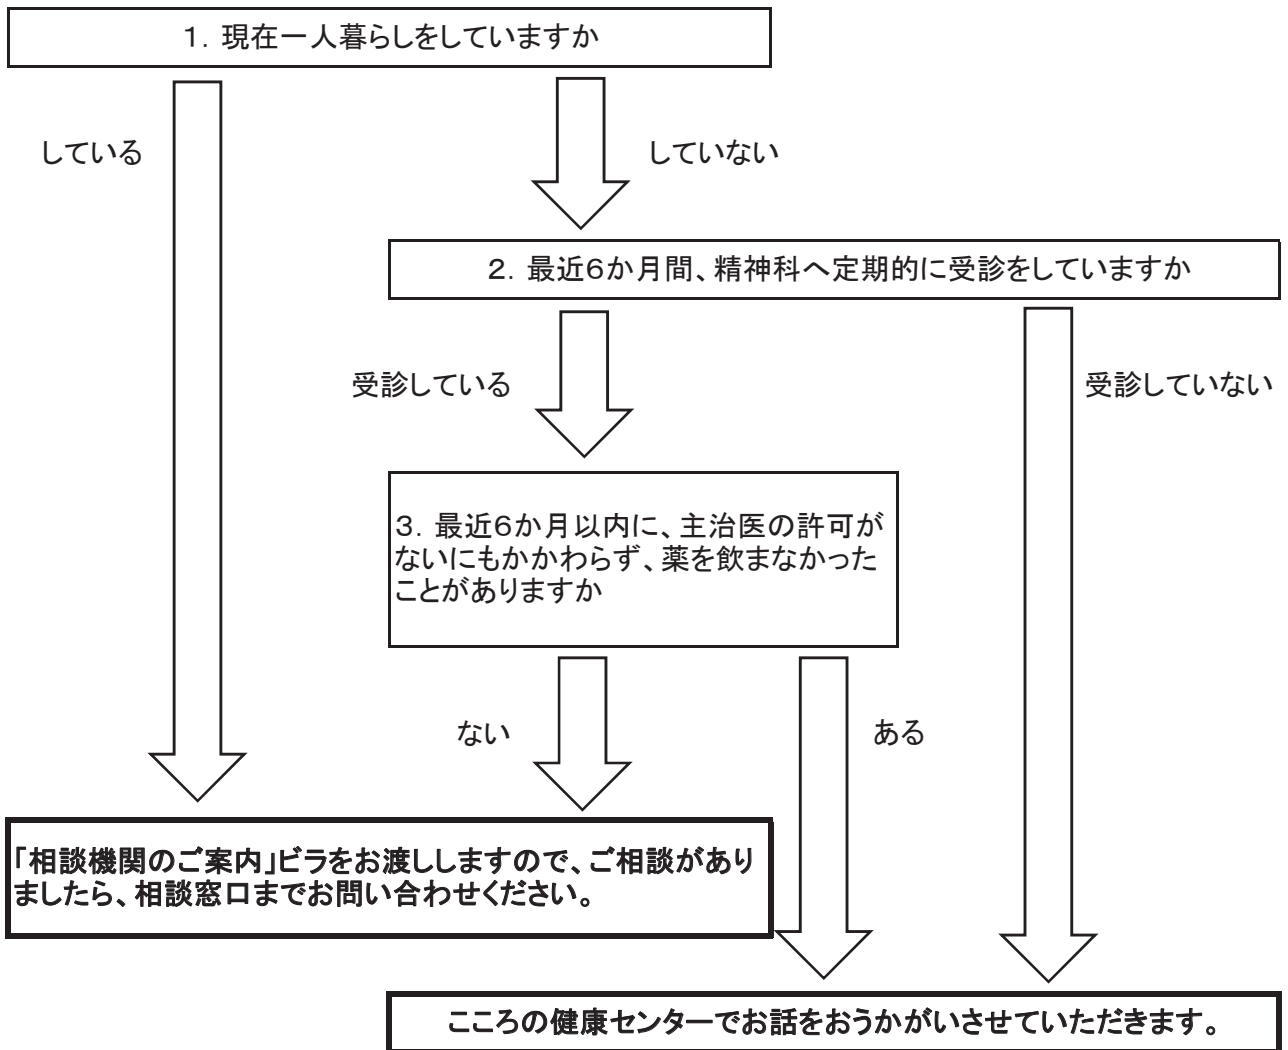 1．現在一人暮らしをしていますか
している
していない
2．最近6か月間、精神科へ定期的に受診をしていますか
受診している
受診していない
3．最近6か月以内に、主治医の許可が
ないにもかかわらず、薬を飲まなかった
ことがありますか
ない
ある
「相談機関のご案内」ビラをお渡ししますので、ご相談があり
ましたら、相談窓口までお問い合わせください。
こころの健康センターでお話をおうかがいさせていただきます。